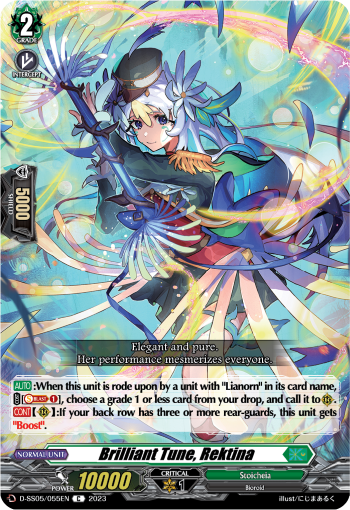 2
GRADE
INTERCEPT
5000
SHIELD
Elegant and pure.
Her performance mesmerizes everyone.
AUTO :When this unit is rode upon by a unit with "Lianorn" in its card name,
[BLAST 1], choose a grade 1 or less card from your drop, and call it to .
CONT 【 】:If your back row has three or more rear-guards, this unit gets
"Boost".
NORMAL UNIT
Brilliant Tune, Rektina
POWER 10000
CRITICAL
1
Stoicheia
Bioroid
D-SS05/055EN C 2023
illust/にじまあるく